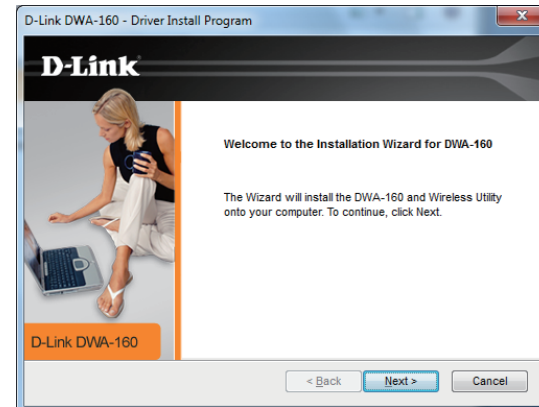 D-Link DWA-160 - Driver Install Program
D-Link
Welcome to the Installation Wizard for DWA-160
The Wizard will install the DWA-160 and Wireless Utility
onto your computer. To continue, click Next.
D-Link DWA-160
< Back
Next >
Cancel